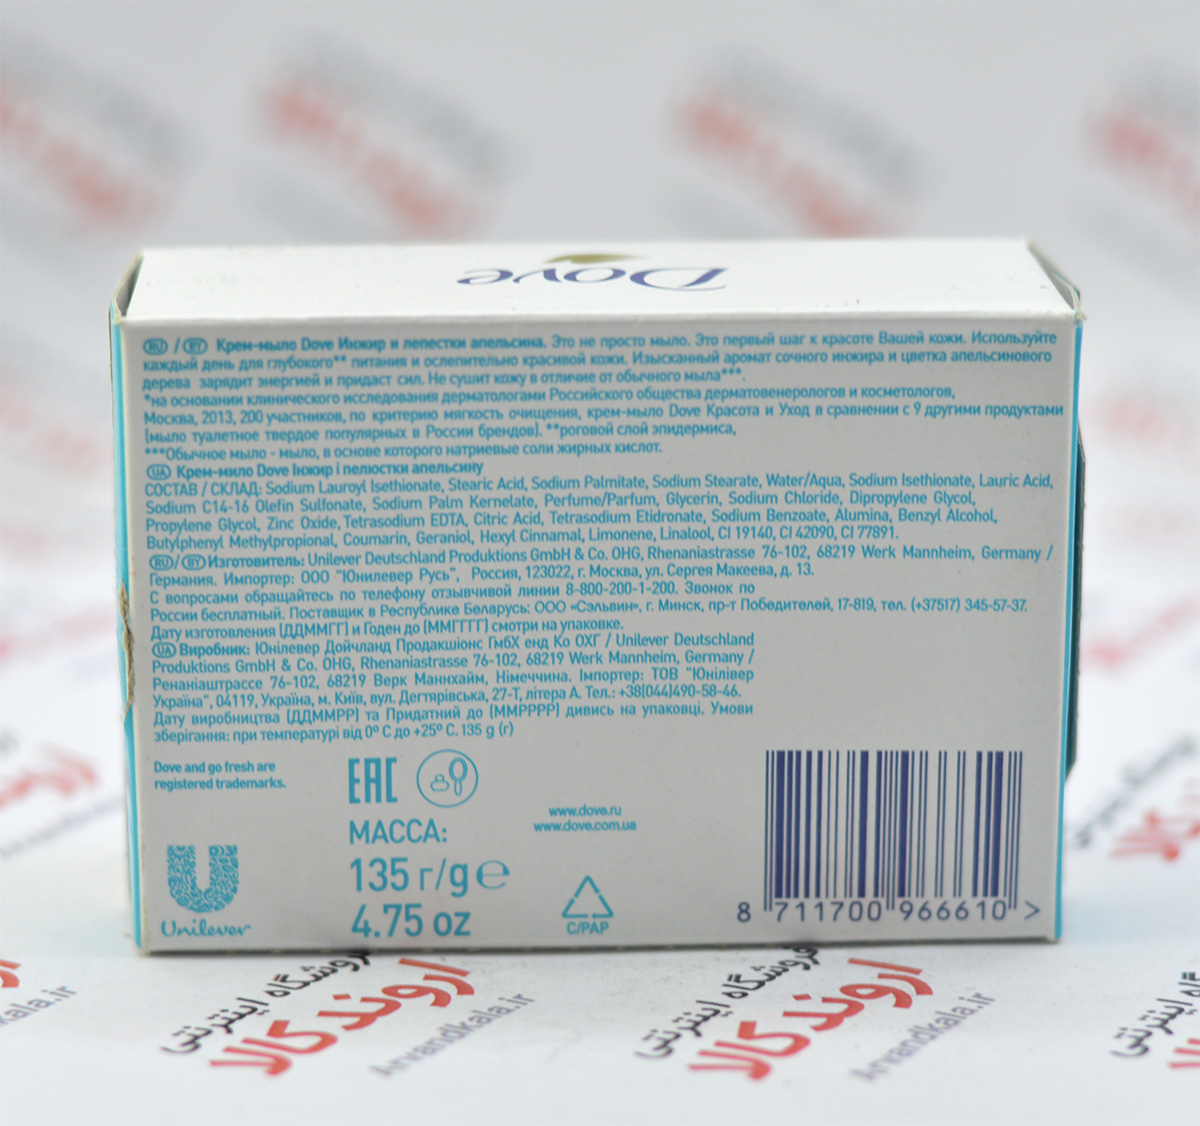 Dove
RU / BY Крем-мыло Dove Инжир и лепестки апельсина. Это не просто мыло. Это первый шаг к красоте Вашей кожи. Используйте
каждый день для глубокого** питания и ослепительно красивой кожи. Изысканный аромат сочного инжира и цветка апельсинового
дерева зарядит энергией и придаст сил. Не сушит кожу в отличие от обычного мыла***.
*на основании клинического исследования дерматологами Российского общества дерматовенерологов и косметологов,
Москва, 2013, 200 участников, по критерию мягкость очищения, крем-мыло Dove Красота и Уход в сравнении с 9 другими продуктами
(мыло туалетное твердое популярных в России брендов). **роговой слой эпидермиса,
***Обычное мыло - мыло, в основе которого натриевые соли жирных кислот.
UA Крем-мило Dove Інжир і пелюстки апельсину
СОСТАВ / СКЛАД: Sodium Lauroyl Isethionate, Stearic Acid, Sodium Palmitate, Sodium Stearate, Water/Aqua, Sodium Isethionate, Lauric Acid,
Sodium C14-16 Olefin Sulfonate, Sodium Palm Kernelate, Perfume/Parfum, Glycerin, Sodium Chloride, Dipropylene Glycol,
Propylene Glycol, Zinc Oxide, Tetrasodium EDTA, Citric Acid, Tetrasodium Etidronate, Sodium Benzoate, Alumina, Benzyl Alcohol,
Butylphenyl Methylpropional, Coumarin, Geraniol, Hexyl Cinnamal, Limonene, Linalool, CI 19140, CI 42090, CI 77891.
RU / BY Изготовитель: Unilever Deutschland Produktions GmbH & Co. OHG, Rhenaniastrasse 76-102, 68219 Werk Mannheim, Germany /
Германия. Импортер: ООО "Юнилевер Русь", Россия, 123022, г. Москва, ул. Сергея Макеева, д. 13.
С вопросами обращайтесь по телефону отзывчивой линии 8-800-200-1-200. Звонок по
России бесплатный. Поставщик в Республике Беларусь: ООО «Сэльвин», г. Минск, пр-т Победителей, 17-819, тел. (+37517) 345-57-37.
Дату изготовления (ДДММГГ) и Годен до (ММГГГГ) смотри на упаковке.
UA Виробник: Юнілевер Дойчланд Продакшіонс ГмбХ енд Ко ОХГ / Unilever Deutschland
Produktions GmbH & Co. OHG, Rhenaniastrasse 76-102, 68219 Werk Mannheim, Germany /
Ренаніаштрассе 76-102, 68219 Верк Маннхайм, Німеччина. Імпортер: ТОВ "Юнілівер
Україна", 04119, Україна, м. Київ, вул. Дегтярівська, 27-Т, літера А. Тел.: +38(044)490-58-46.
Дату виробництва (ДДММРР) та Придатний до (ММРРРР) дивись на упаковці. Умови
зберігання: при температурі від 0º С до +25º С. 135 g (г)
Dove and go fresh are
registered trademarks.
EAC
МАССА:
135 г/g ℮
4.75 oz
www.dove.ru
www.dove.com.ua
C/PAP
Unilever
8 711700 966610 >
فروشگاه اینترنتی
اروند کالا
Arvandkala.ir
فروشگاه اینترنتی
اروند کالا
Arvandkala.ir